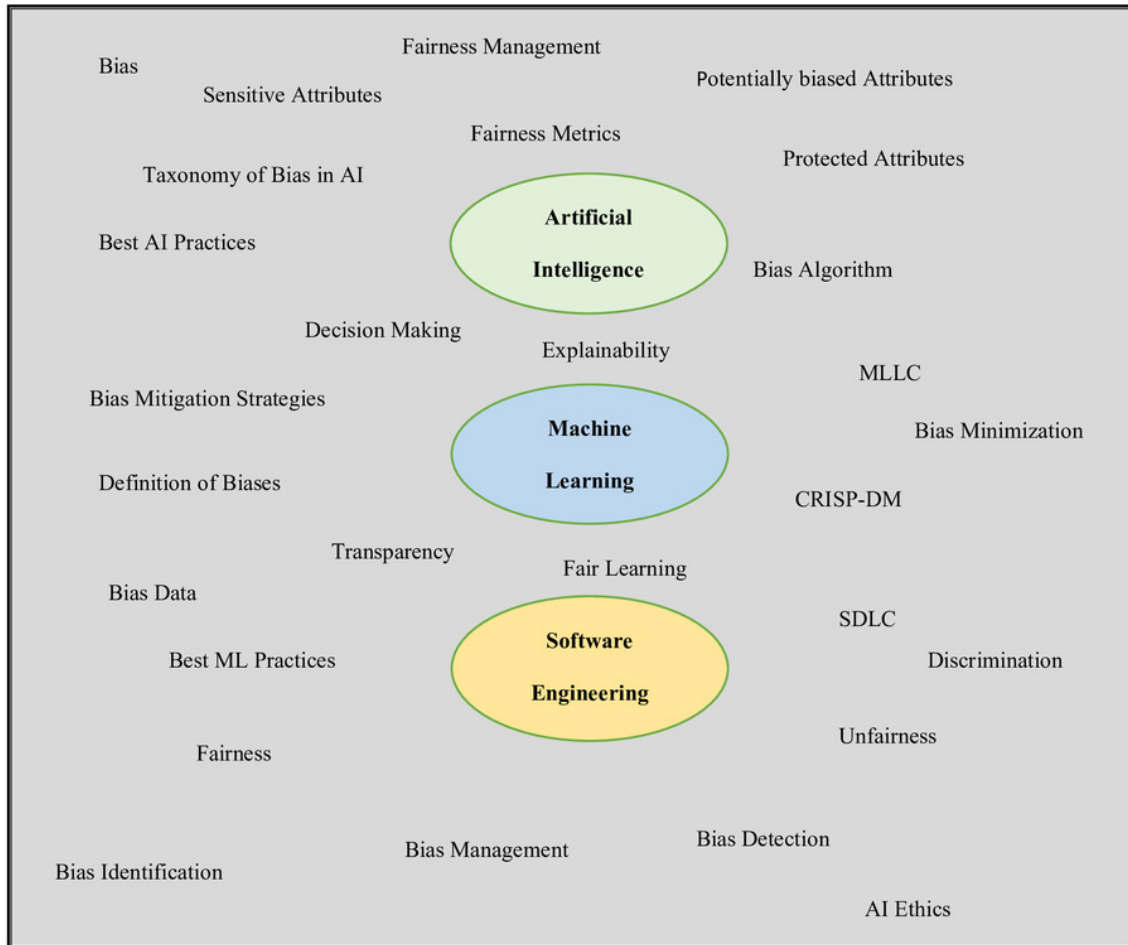 Fairness Management
Bias
Potentially biased Attributes
Sensitive Attributes
Fairness Metrics
Protected Attributes
Taxonomy of Bias in AI
Artificial
Intelligence
Best AI Practices
Bias Algorithm
Decision Making
Explainability
MLLC
Bias Mitigation Strategies
Machine
Learning
Bias Minimization
Definition of Biases
CRISP-DM
Transparency
Fair Learning
Bias Data
SDLC
Software
Engineering
Best ML Practices
Discrimination
Unfairness
Fairness
Bias Detection
Bias Management
Bias Identification
AI Ethics